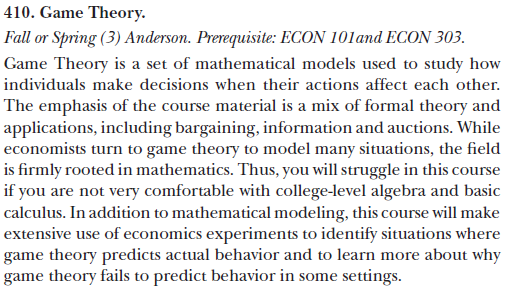 410. Game Theory.
Fall or Spring (3) Anderson. Prerequisite: ECON 101and ECON 303.
Game Theory is a set of mathematical models used to study how
individuals make decisions when their actions affect each other.
The emphasis of the course material is a mix of formal theory and
applications, including bargaining, information and auctions. While
economists turn to game theory to model many situations, the field
is firmly rooted in mathematics. Thus, you will struggle in this course
if you are not very comfortable with college-level algebra and basic
calculus. In addition to mathematical modeling, this course will make
extensive use of economics experiments to identify situations where
game theory predicts actual behavior and to learn more about why
game theory fails to predict behavior in some settings.